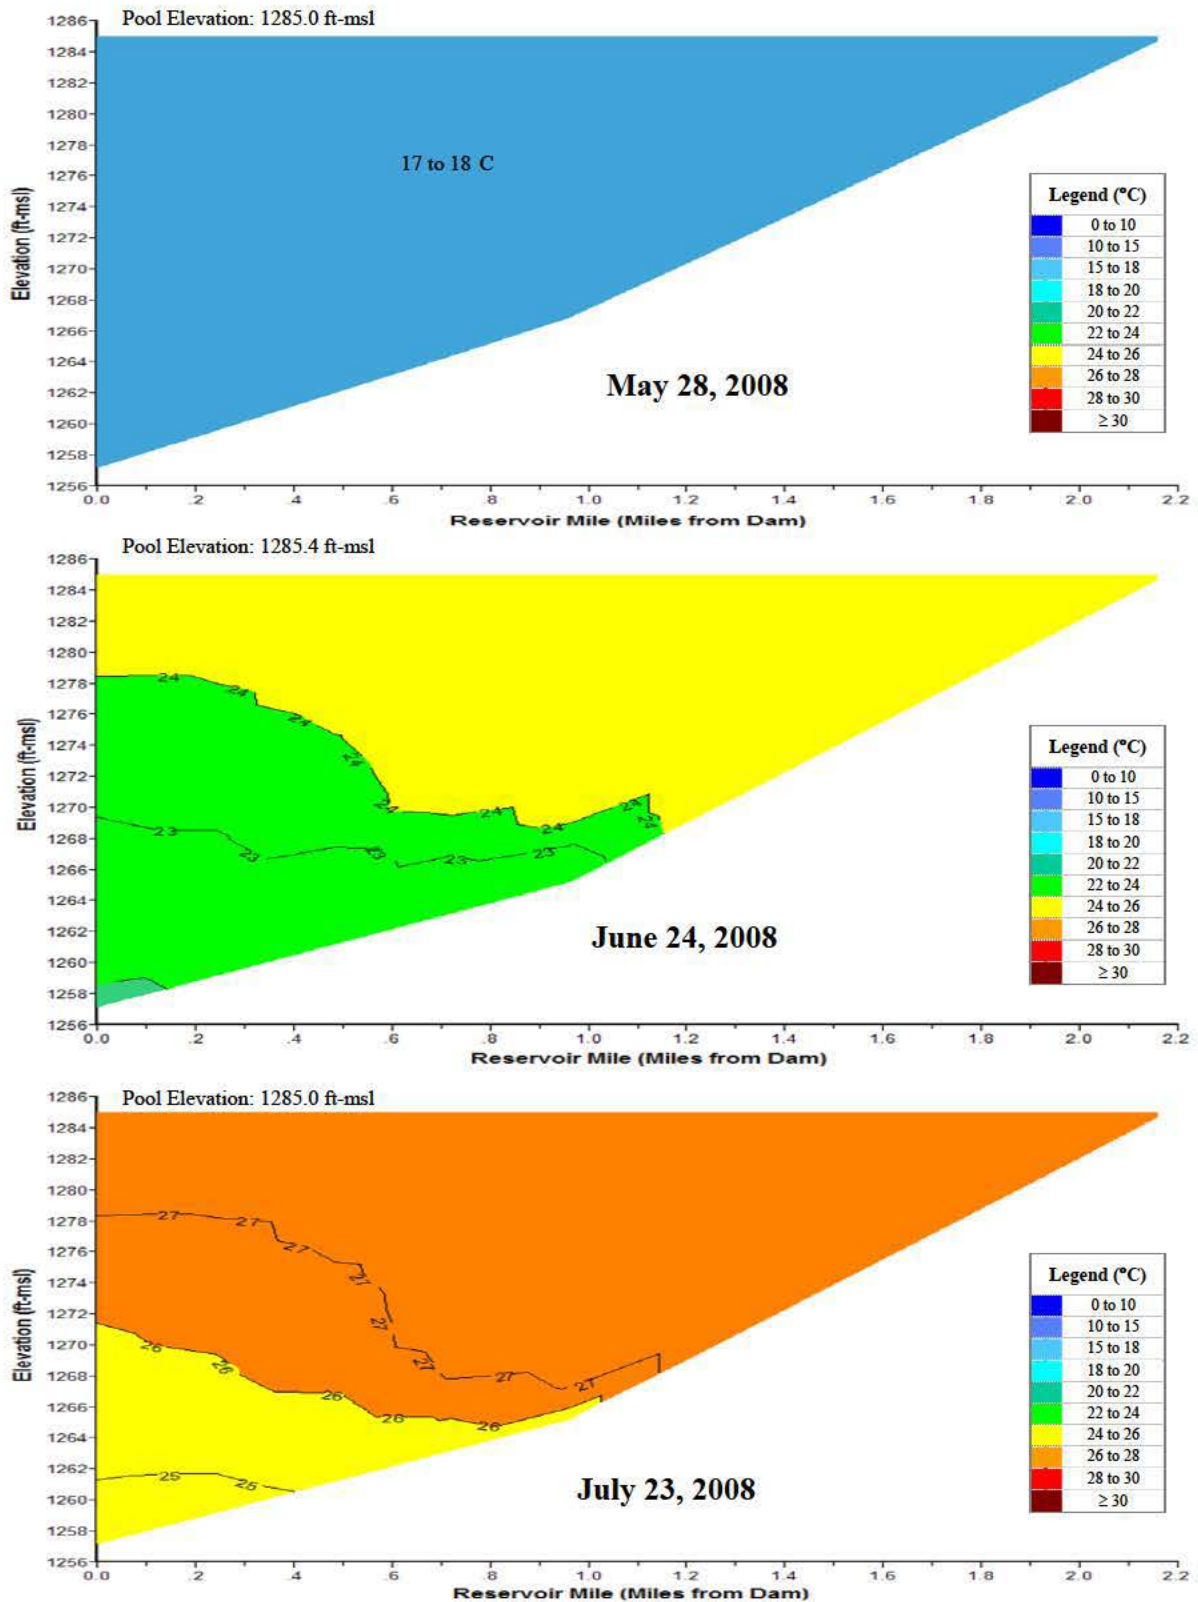 Pool Elevation: 1285.0 ft-msl
1286
1284
1282
1280
1278
1276
1274
1272
1270
1268
1266
1264
1262
1260
1258
1256
Elevation (ft-msl)
17 to 18 C
Legend (°C)
0 to 10
10 to 15
15 to 18
18 to 20
20 to 22
22 to 24
24 to 26
26 to 28
28 to 30
≥ 30
May 28, 2008
0.0 .2 .4 .6 .8 1.0 1.2 1.4 1.6 1.8 2.0 2.2
Reservoir Mile (Miles from Dam)
Pool Elevation: 1285.4 ft-msl
1286
1284
1282
1280
1278
1276
1274
1272
1270
1268
1266
1264
1262
1260
1258
1256
Elevation (ft-msl)
24 24 24 24 24 24 24 24 24
23 23 23 23 23
Legend (°C)
0 to 10
10 to 15
15 to 18
18 to 20
20 to 22
22 to 24
24 to 26
26 to 28
28 to 30
≥ 30
June 24, 2008
0.0 .2 .4 .6 .8 1.0 1.2 1.4 1.6 1.8 2.0 2.2
Reservoir Mile (Miles from Dam)
Pool Elevation: 1285.0 ft-msl
1286
1284
1282
1280
1278
1276
1274
1272
1270
1268
1266
1264
1262
1260
1258
1256
Elevation (ft-msl)
27 27 27 27 27 27 27 27
26 26 26 26 26
25 25
Legend (°C)
0 to 10
10 to 15
15 to 18
18 to 20
20 to 22
22 to 24
24 to 26
26 to 28
28 to 30
≥ 30
July 23, 2008
0.0 .2 .4 .6 .8 1.0 1.2 1.4 1.6 1.8 2.0 2.2
Reservoir Mile (Miles from Dam)